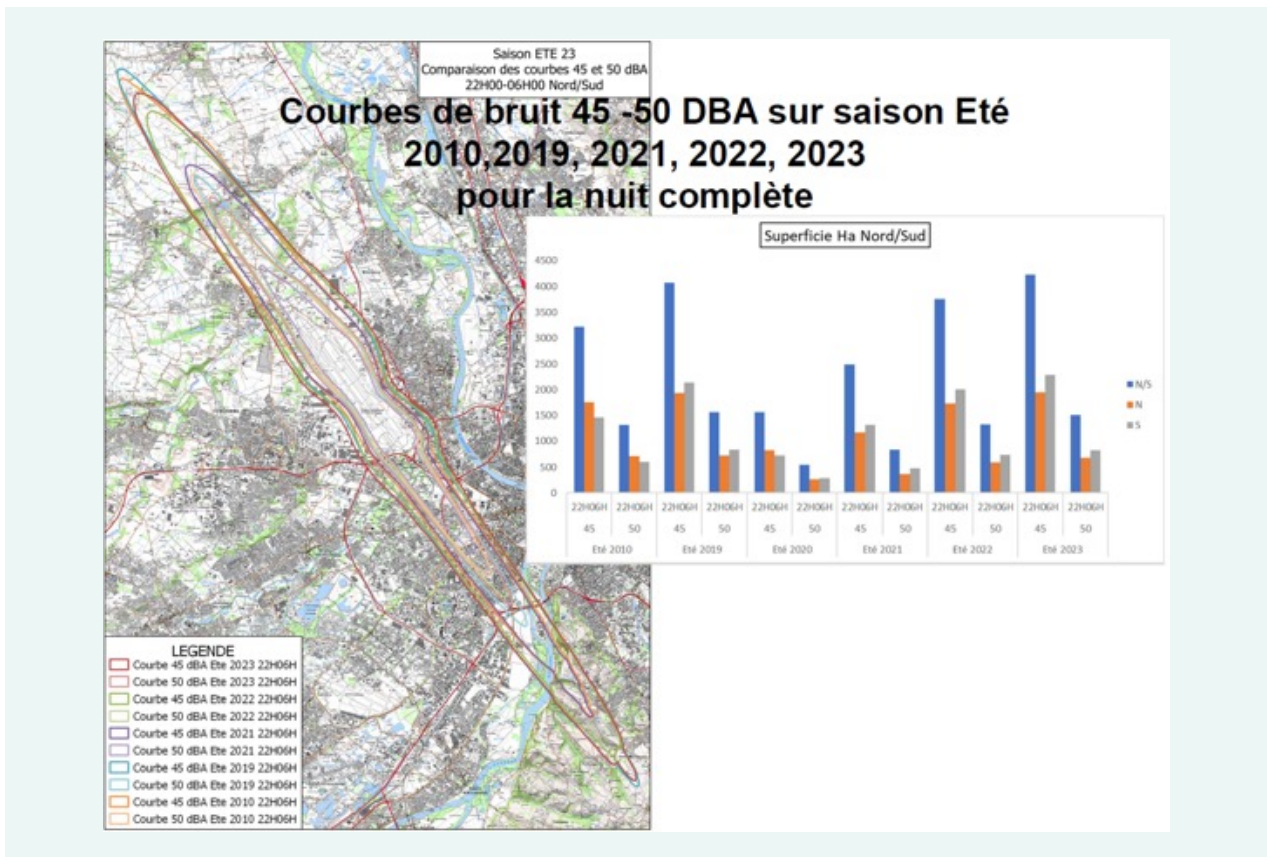 Saison ETE 23
Comparaison des courbes 45 et 50 dBA
22H00-06H00 Nord/Sud
Courbes de bruit 45 -50 DBA sur saison Eté
2010,2019, 2021, 2022, 2023
pour la nuit complète
Superficie Ha Nord/Sud
4500
4000
3500
3000
2500
2000
1500
1000
500
0
N/S
N
S
22H06H 22H06H 22H06H 22H06H 22H06H 22H06H 22H06H 22H06H 22H06H 22H06H 22H06H 22H06H
45 50 45 50 45 50 45 50 45 50 45 50
Eté 2010 Eté 2019 Eté 2020 Eté 2021 Eté 2022 Eté 2023
LEGENDE
Courbe 45 dBA Ete 2023 22H06H
Courbe 50 dBA Ete 2023 22H06H
Courbe 45 dBA Ete 2022 22H06H
Courbe 50 dBA Ete 2022 22H06H
Courbe 45 dBA Ete 2021 22H06H
Courbe 50 dBA Ete 2021 22H06H
Courbe 45 dBA Ete 2019 22H06H
Courbe 50 dBA Ete 2019 22H06H
Courbe 45 dBA Ete 2010 22H06H
Courbe 50 dBA Ete 2010 22H06H